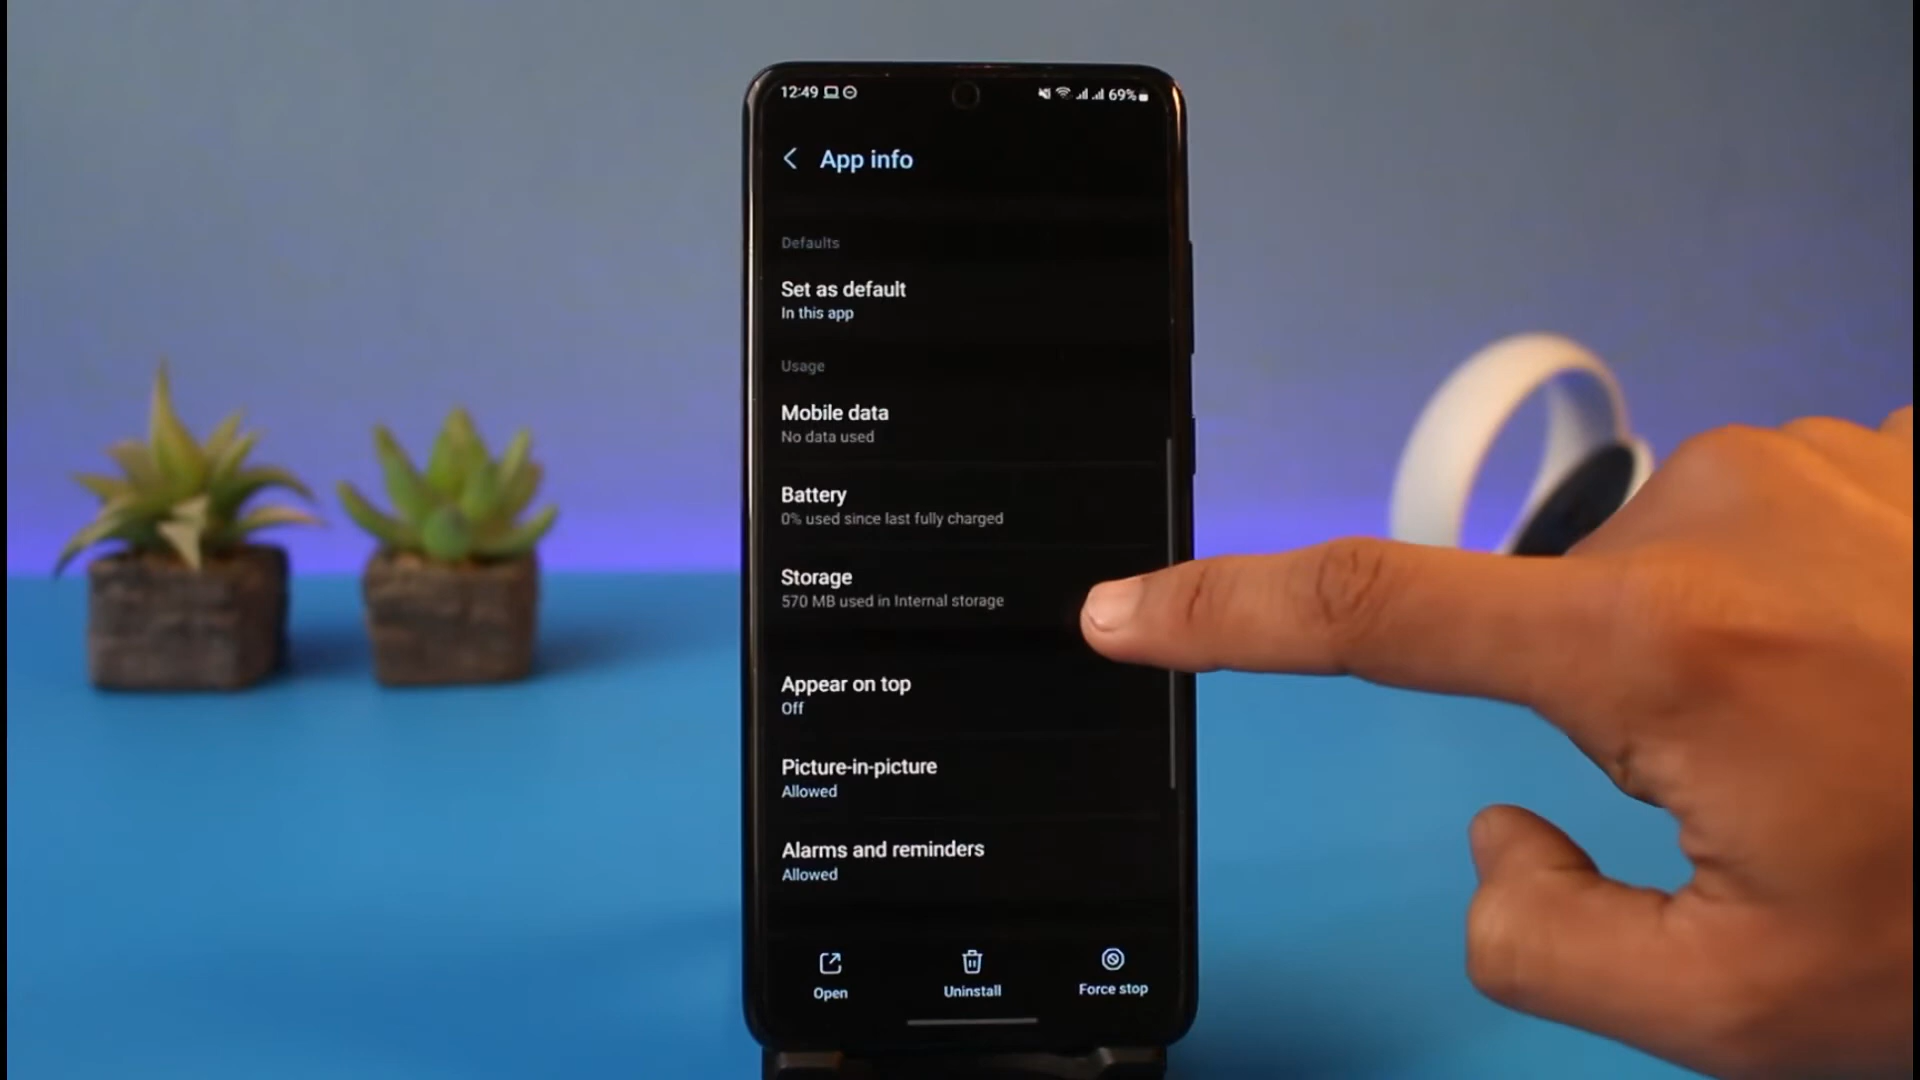 12:49 69%
App info
Defaults
Set as default
In this app
Usage
Mobile data
No data used
Battery
0% used since last fully charged
Storage
570 MB used in Internal storage
Appear on top
Off
Picture-in-picture
Allowed
Alarms and reminders
Allowed
Open Uninstall Force stop